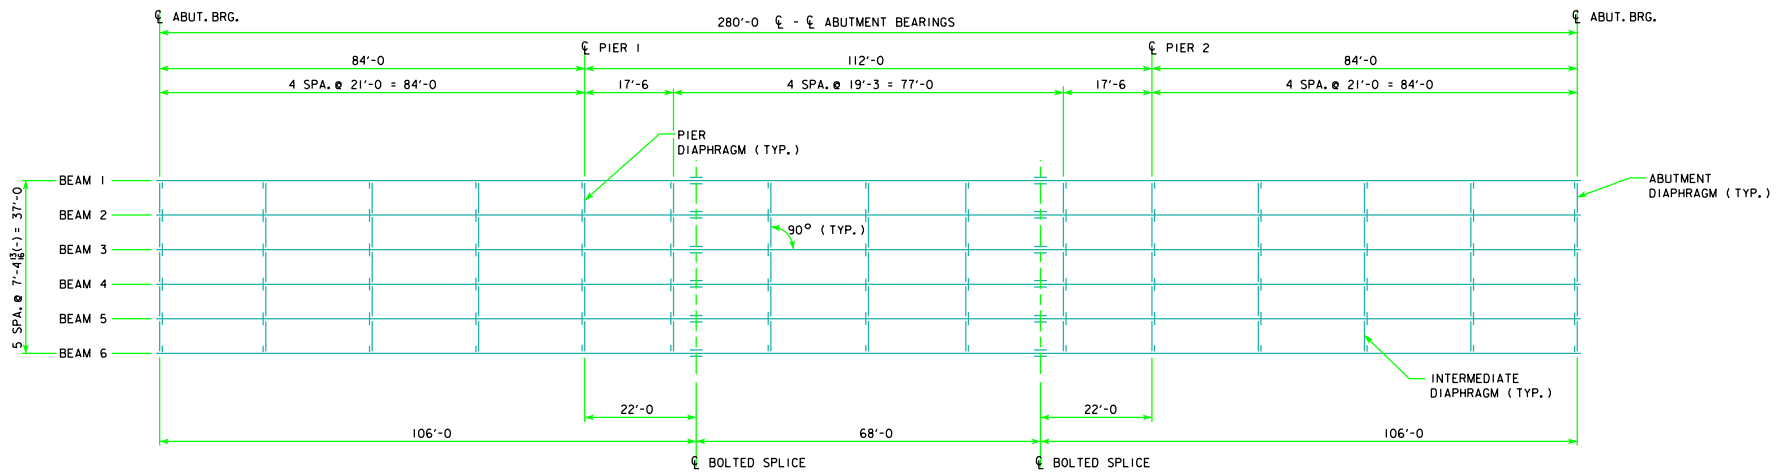 ℄ ABUT. BRG.
280'-0 ℄ - ℄ ABUTMENT BEARINGS
℄ ABUT. BRG.
℄ PIER 1
℄ PIER 2
84'-0
112'-0
84'-0
4 SPA. @ 21'-0 = 84'-0
17'-6
4 SPA. @ 19'-3 = 77'-0
17'-6
4 SPA. @ 21'-0 = 84'-0
PIER
DIAPHRAGM (TYP.)
ABUTMENT
DIAPHRAGM (TYP.)
BEAM 1
BEAM 2
BEAM 3
BEAM 4
BEAM 5
BEAM 6
5 SPA. @ 7'-4 13/16(-) = 37'-0
90° (TYP.)
INTERMEDIATE
DIAPHRAGM (TYP.)
22'-0
22'-0
106'-0
68'-0
106'-0
℄ BOLTED SPLICE
℄ BOLTED SPLICE